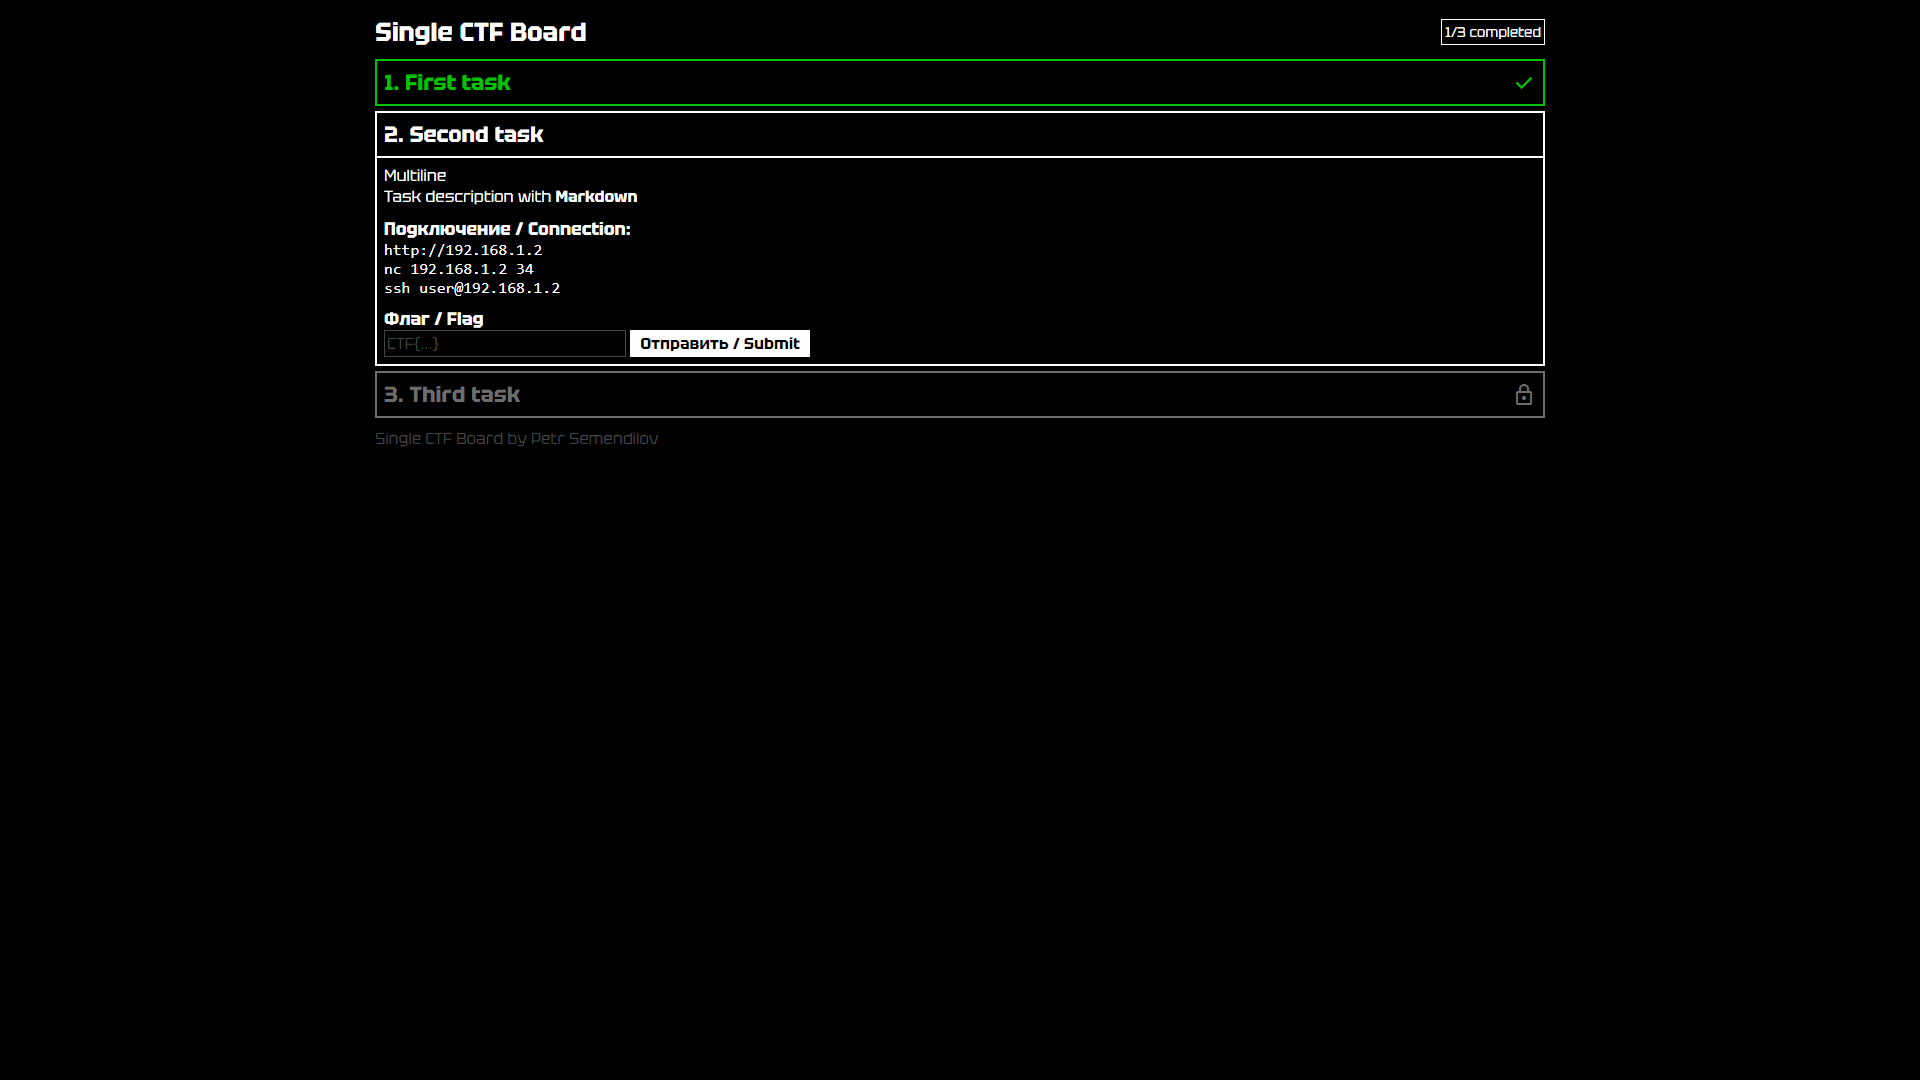 Single CTF Board
1/3 completed
1. First task
2. Second task
Multiline
Task description with Markdown
Подключение / Connection:
http://192.168.1.2
nc 192.168.1.2 34
ssh user@192.168.1.2
Флаг / Flag
CTF{...}
Отправить / Submit
3. Third task
Single CTF Board by Petr Semendilov